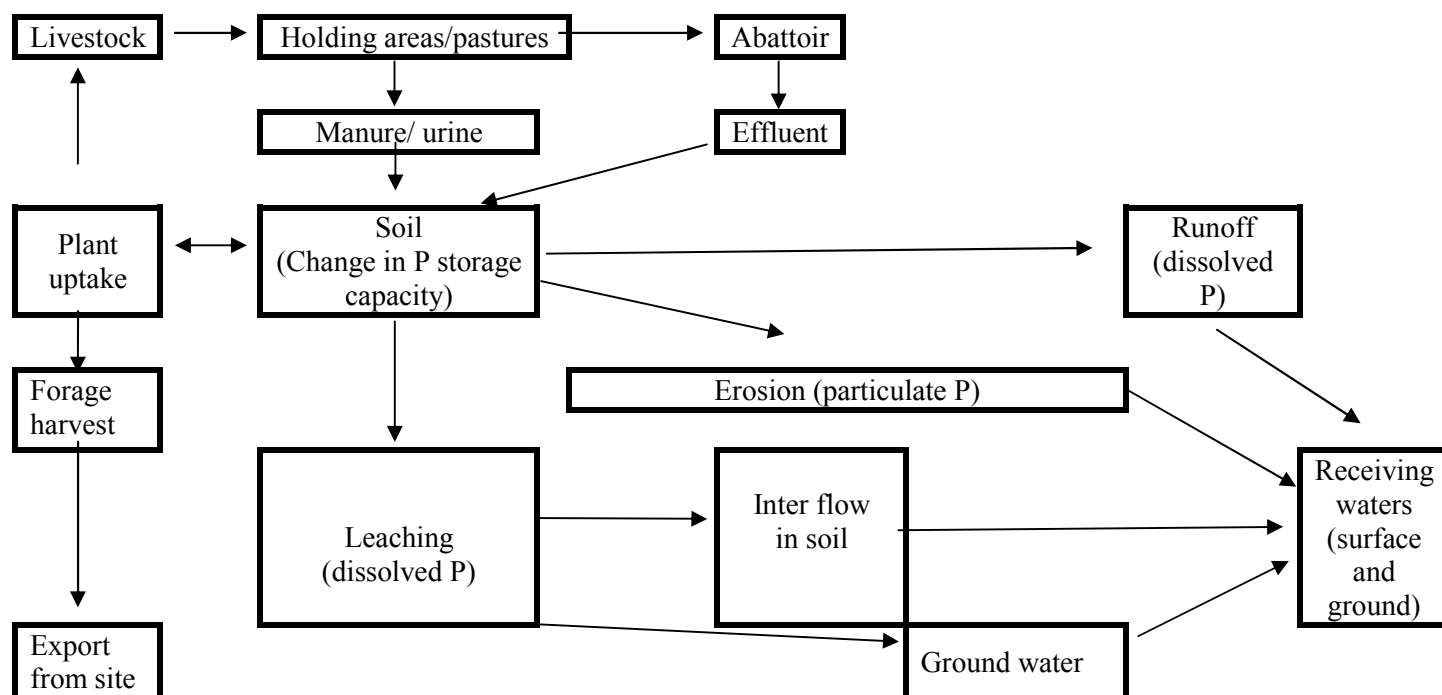 Livestock
Holding areas/pastures
Abattoir
Manure/ urine
Effluent
Plant
uptake
Soil
(Change in P storage
capacity)
Runoff
(dissolved
P)
Forage
harvest
Erosion (particulate P)
Leaching
(dissolved P)
Inter flow
in soil
Receiving
waters
(surface
and
ground)
Export
from site
Ground water